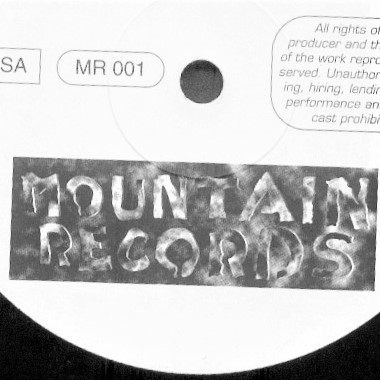 SA
MR 001
All rights of
producer and th
of the work repro
served. Unauthor
ing, hiring, lendin
performance an
cast prohibi
MOUNTAIN
RECORDS